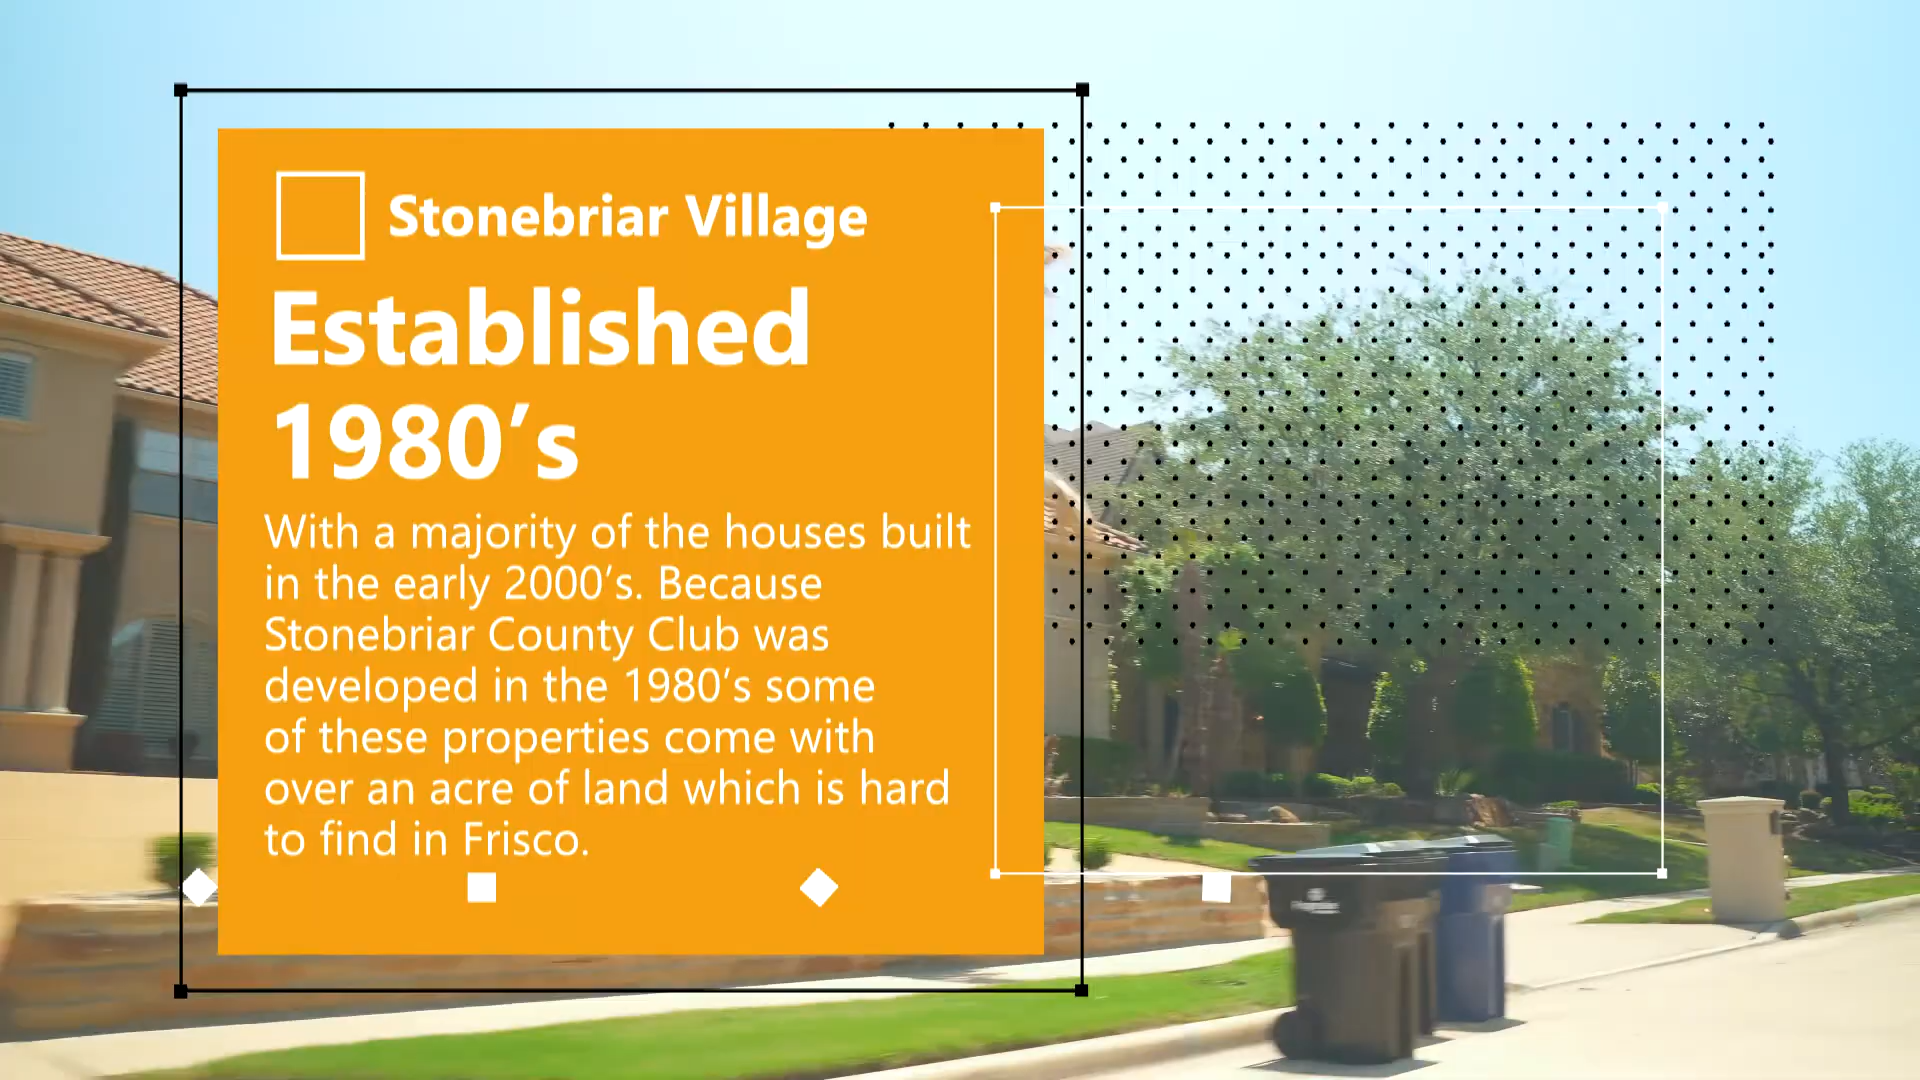 Stonebriar Village
Established
1980’s
With a majority of the houses built
in the early 2000’s. Because
Stonebriar County Club was
developed in the 1980’s some
of these properties come with
over an acre of land which is hard
to find in Frisco.